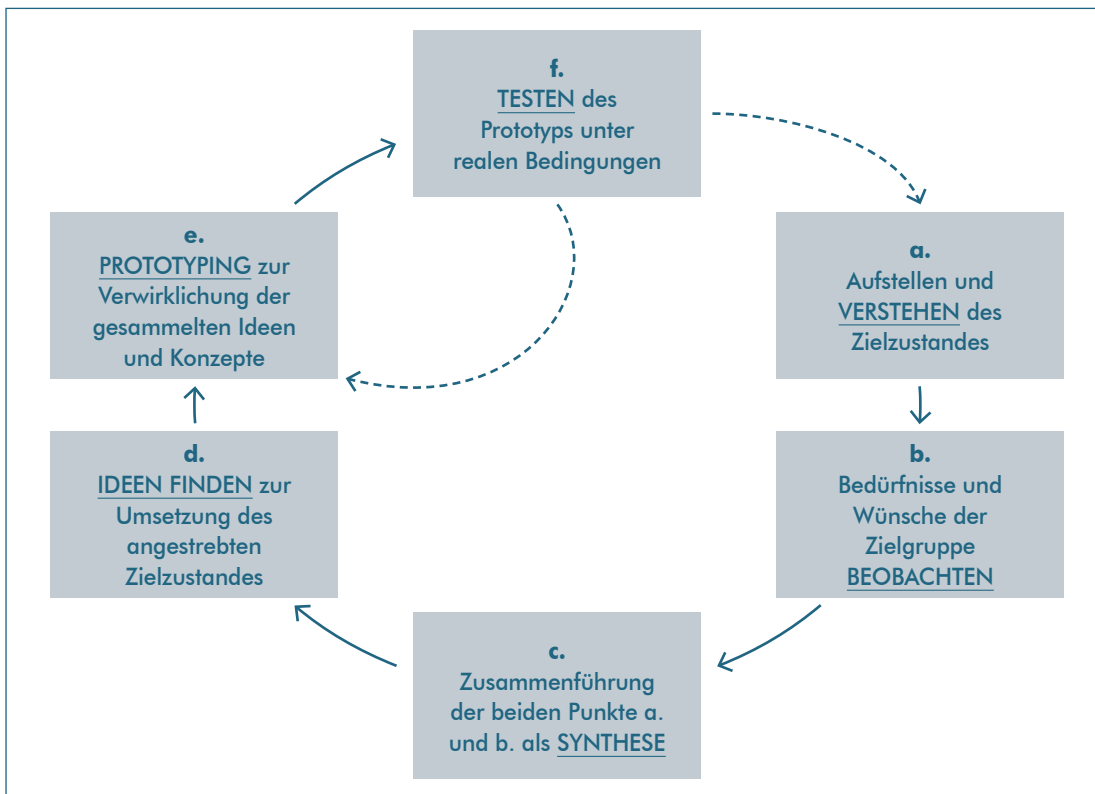 f.
TESTEN des
Prototyps unter
realen Bedingungen
a.
Aufstellen und
VERSTEHEN des
Zielzustandes
b.
Bedürfnisse und
Wünsche der
Zielgruppe
BEOBACHTEN
c.
Zusammenführung
der beiden Punkte a.
und b. als SYNTHESE
d.
IDEEN FINDEN zur
Umsetzung des
angestrebten
Zielzustandes
e.
PROTOTYPING zur
Verwirklichung der
gesammelten Ideen
und Konzepte